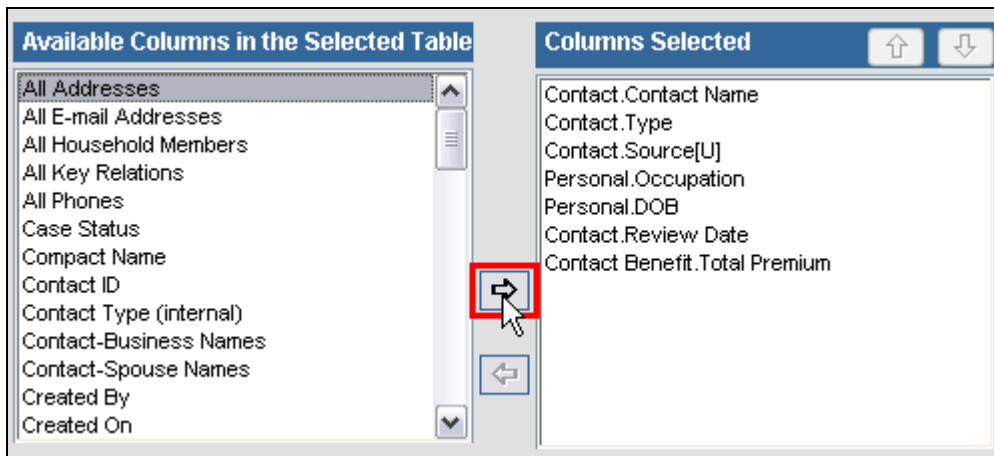 Available Columns in the Selected Table
All Addresses
All E-mail Addresses
All Household Members
All Key Relations
All Phones
Case Status
Compact Name
Contact ID
Contact Type (internal)
Contact-Business Names
Contact-Spouse Names
Created By
Created On
Columns Selected
Contact.Contact Name
Contact.Type
Contact.Source[U]
Personal.Occupation
Personal.DOB
Contact.Review Date
Contact Benefit.Total Premium